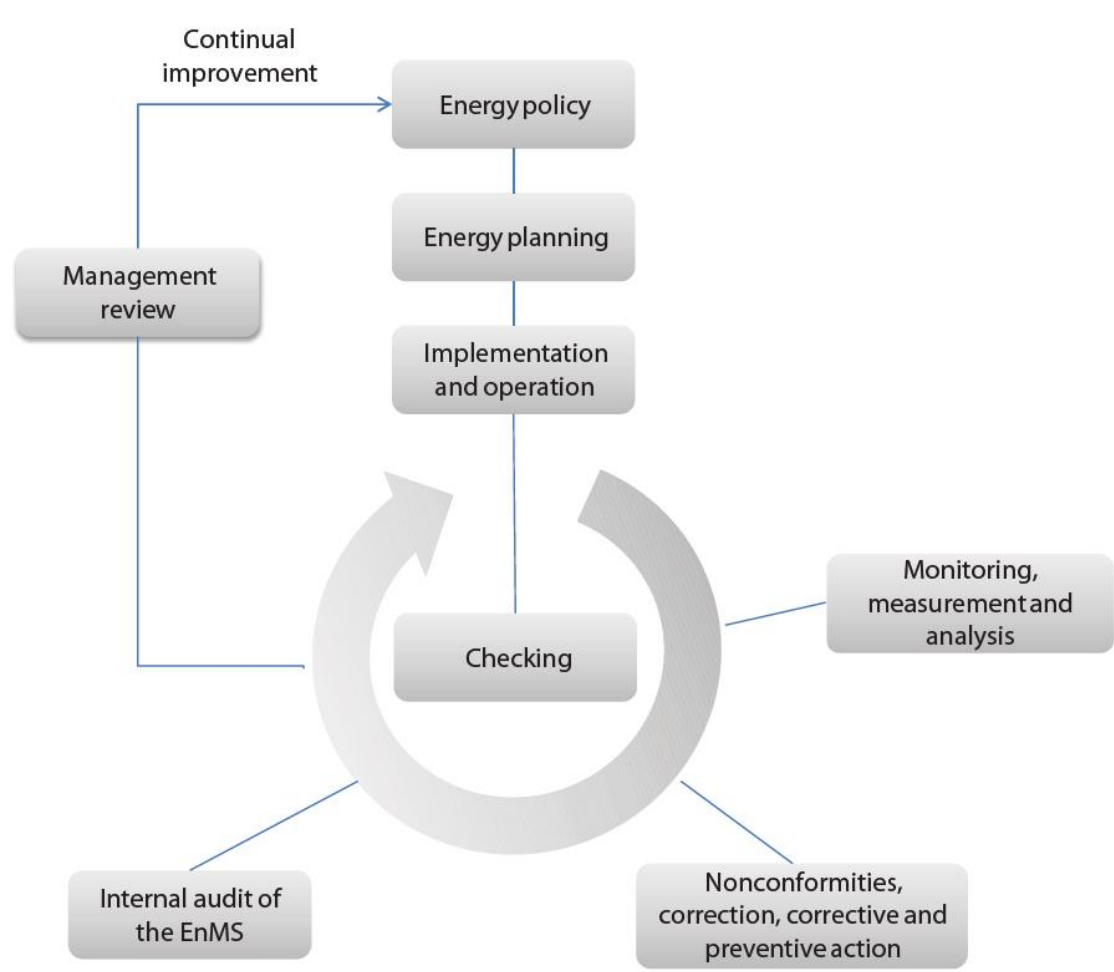 Continual
improvement
Energy policy
Energy planning
Management
review
Implementation
and operation
Monitoring,
measurement and
analysis
Checking
Internal audit of
the EnMS
Nonconformities,
correction, corrective and
preventive action